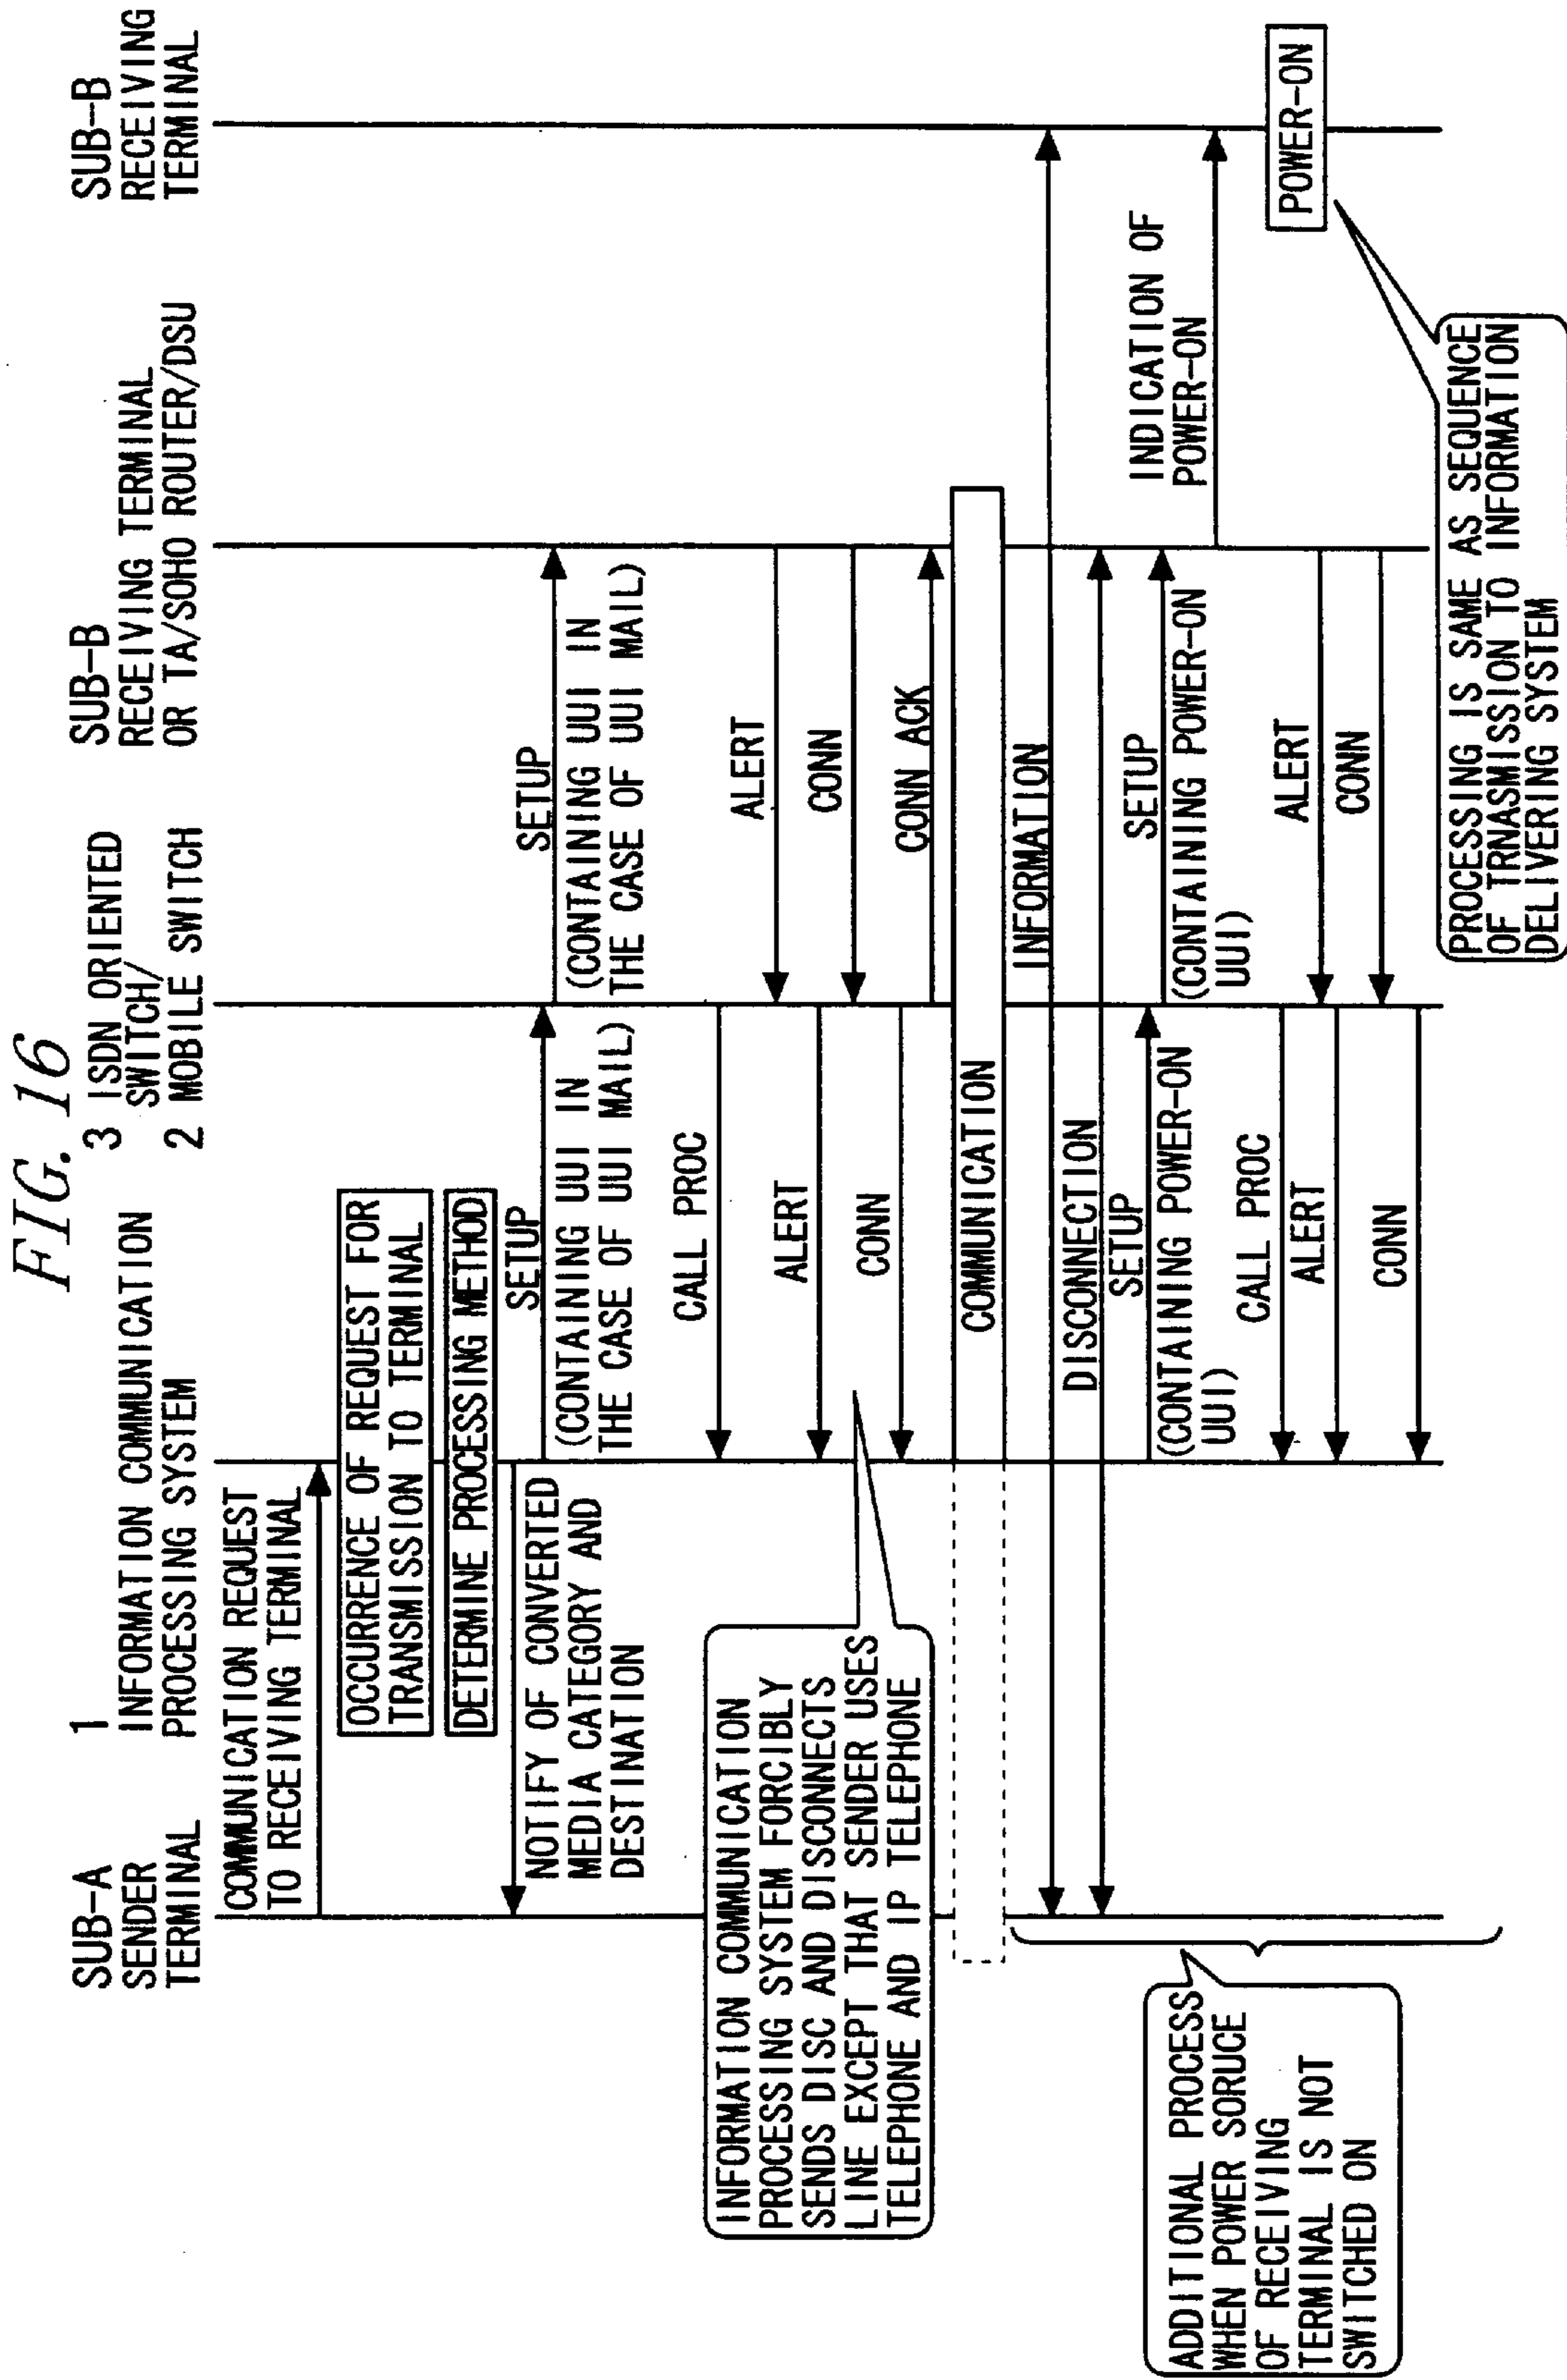 FIG. 16
SUB-A
SENDER
TERMINAL
1
INFORMATION COMMUNICATION
PROCESSING SYSTEM
3 ISDN ORIENTED
SWITCH/
2 MOBILE SWITCH
SUB-B
RECEIVING TERMINAL
OR TA/SOHO ROUTER/DSU
SUB-B
RECEIVING
TERMINAL
COMMUNICATION REQUEST
TO RECEIVING TERMINAL
OCCURRENCE OF REQUEST FOR
TRANSMISSION TO TERMINAL
DETERMINE PROCESSING METHOD
NOTIFY OF CONVERTED
MEDIA CATEGORY AND
DESTINATION
SETUP
(CONTAINING UUI IN
THE CASE OF UUI MAIL)
SETUP
(CONTAINING UUI IN
THE CASE OF UUI MAIL)
CALL PROC
ALERT
ALERT
CONN
CONN
CONN ACK
INFORMATION COMMUNICATION
PROCESSING SYSTEM FORCIBLY
SENDS DISC AND DISCONNECTS
LINE EXCEPT THAT SENDER USES
TELEPHONE AND IP TELEPHONE
COMMUNICATION
INFORMATION
DISCONNECTION
SETUP
(CONTAINING POWER-ON
UUI)
SETUP
(CONTAINING POWER-ON
UUI)
INDICATION OF
POWER-ON
POWER-ON
CALL PROC
ALERT
ALERT
CONN
CONN
ADDITIONAL PROCESS
WHEN POWER SORUCE
OF RECEIVING
TERMINAL IS NOT
SWITCHED ON
PROCESSING IS SAME AS SEQUENCE
OF TRNASMISSION TO INFORMATION
DELIVERING SYSTEM